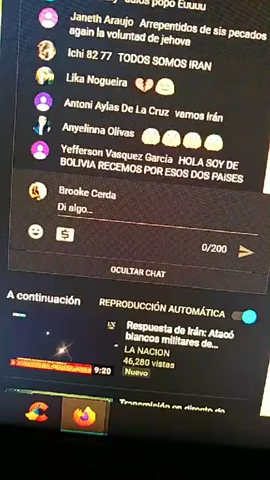 adios popo Euuuu
Janeth Araujo Arrepentidos de sis pecados
again la voluntad de jehova
Ichi 82 77 TODOS SOMOS IRAN
Lika Nogueira
Antoni Aylas De La Cruz vamos Irán
Anyelinna Olivas
Yefferson Vasquez Garcia HOLA SOY DE
BOLIVIA RECEMOS POR ESOS DOS PAISES
Brooke Cerda
Di algo...
0/200
OCULTAR CHAT
A continuación
REPRODUCCIÓN AUTOMÁTICA
Respuesta de Irán: Atacó
blancos militares de...
LA NACION
46,280 vistas
Nuevo
9:20
Transmisión en directo de